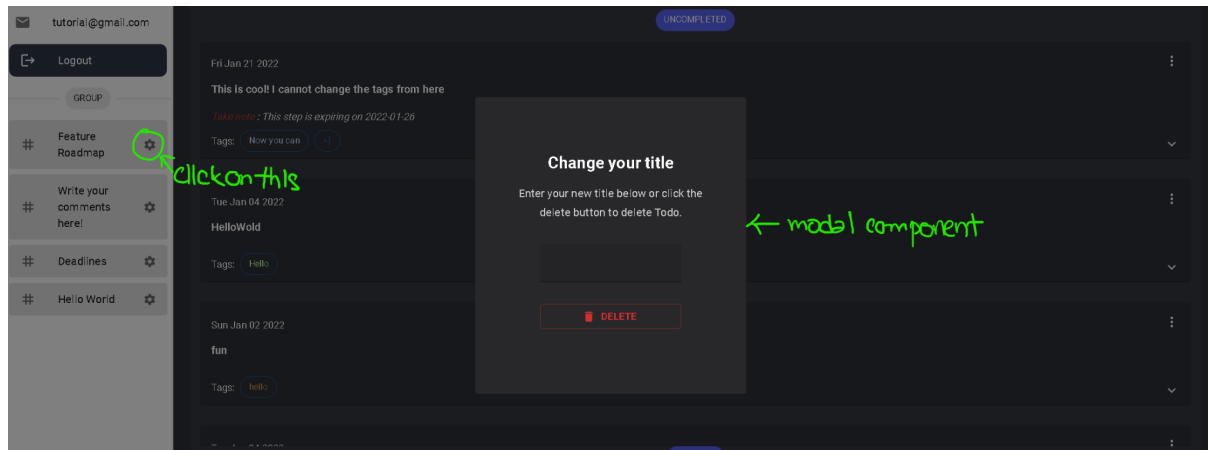 tutorial@gmail.com
Logout
GROUP
#
Feature
Roadmap
click on this
#
Write your
comments
here!
#
Deadlines
#
Hello World
UNCOMPLETED
Fri Jan 21 2022
This is cool! I cannot change the tags from here
Take note : This step is expiring on 2022-01-26
Tags: Now you can :)
Tue Jan 04 2022
HelloWold
Tags: Hello
Sun Jan 02 2022
fun
Tags: hello
Change your title
Enter your new title below or click the
delete button to delete Todo.
DELETE
modal component